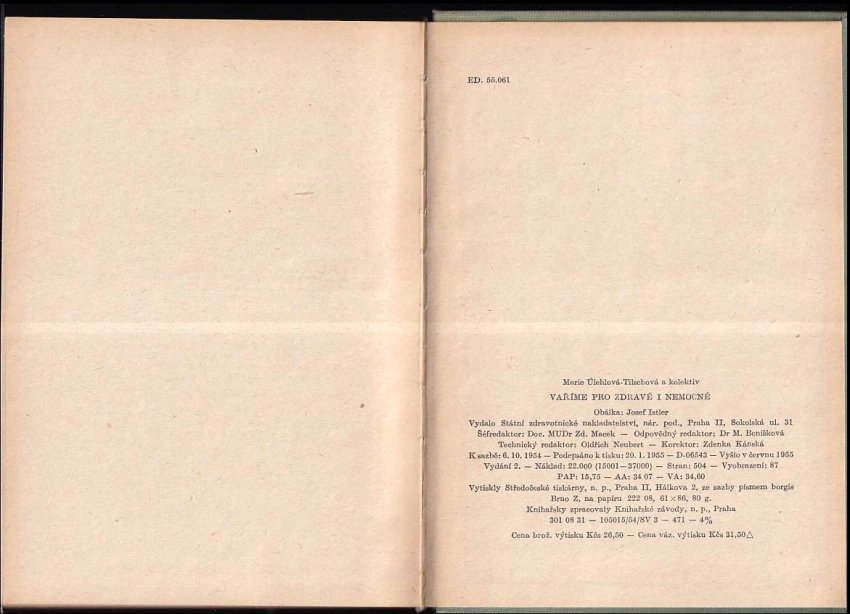 ED. 55.061
Marie Úlehlová-Tilschová a kolektiv
VAŘÍME PRO ZDRAVÉ I NEMOCNÉ
Obálka: Josef Istler
Vydalo Státní zdravotnické nakladatelství, nár. pod., Praha II, Sokolská ul. 31
Šéfredaktor: Doc. MUDr Zd. Macek — Odpovědný redaktor: Dr M. Benišková
Technický redaktor: Oldřich Neubert — Korektor: Zdenka Kánská
K sazbě: 6. 10. 1954 — Podepsáno k tisku: 20. 1. 1955 — D-06543 — Vyšlo v červnu 1955
Vydání 2. — Náklad: 22.000 (15001—37000) — Stran: 504 — Vyobrazení: 87
PAP: 15,75 — AA: 34 07 — VA: 34,60
Vytiskly Středočeské tiskárny, n. p., Praha II, Hálkova 2, ze sazby písmem borgis
Brno Z, na papíru 222 08, 61×86, 80 g.
Knihařsky zpracovaly Knihařské závody, n. p., Praha
301 08 31 — 105015/54/SV 3 — 471 — 4%
Cena brož. výtisku Kčs 26,50 — Cena váz. výtisku Kčs 31,50△